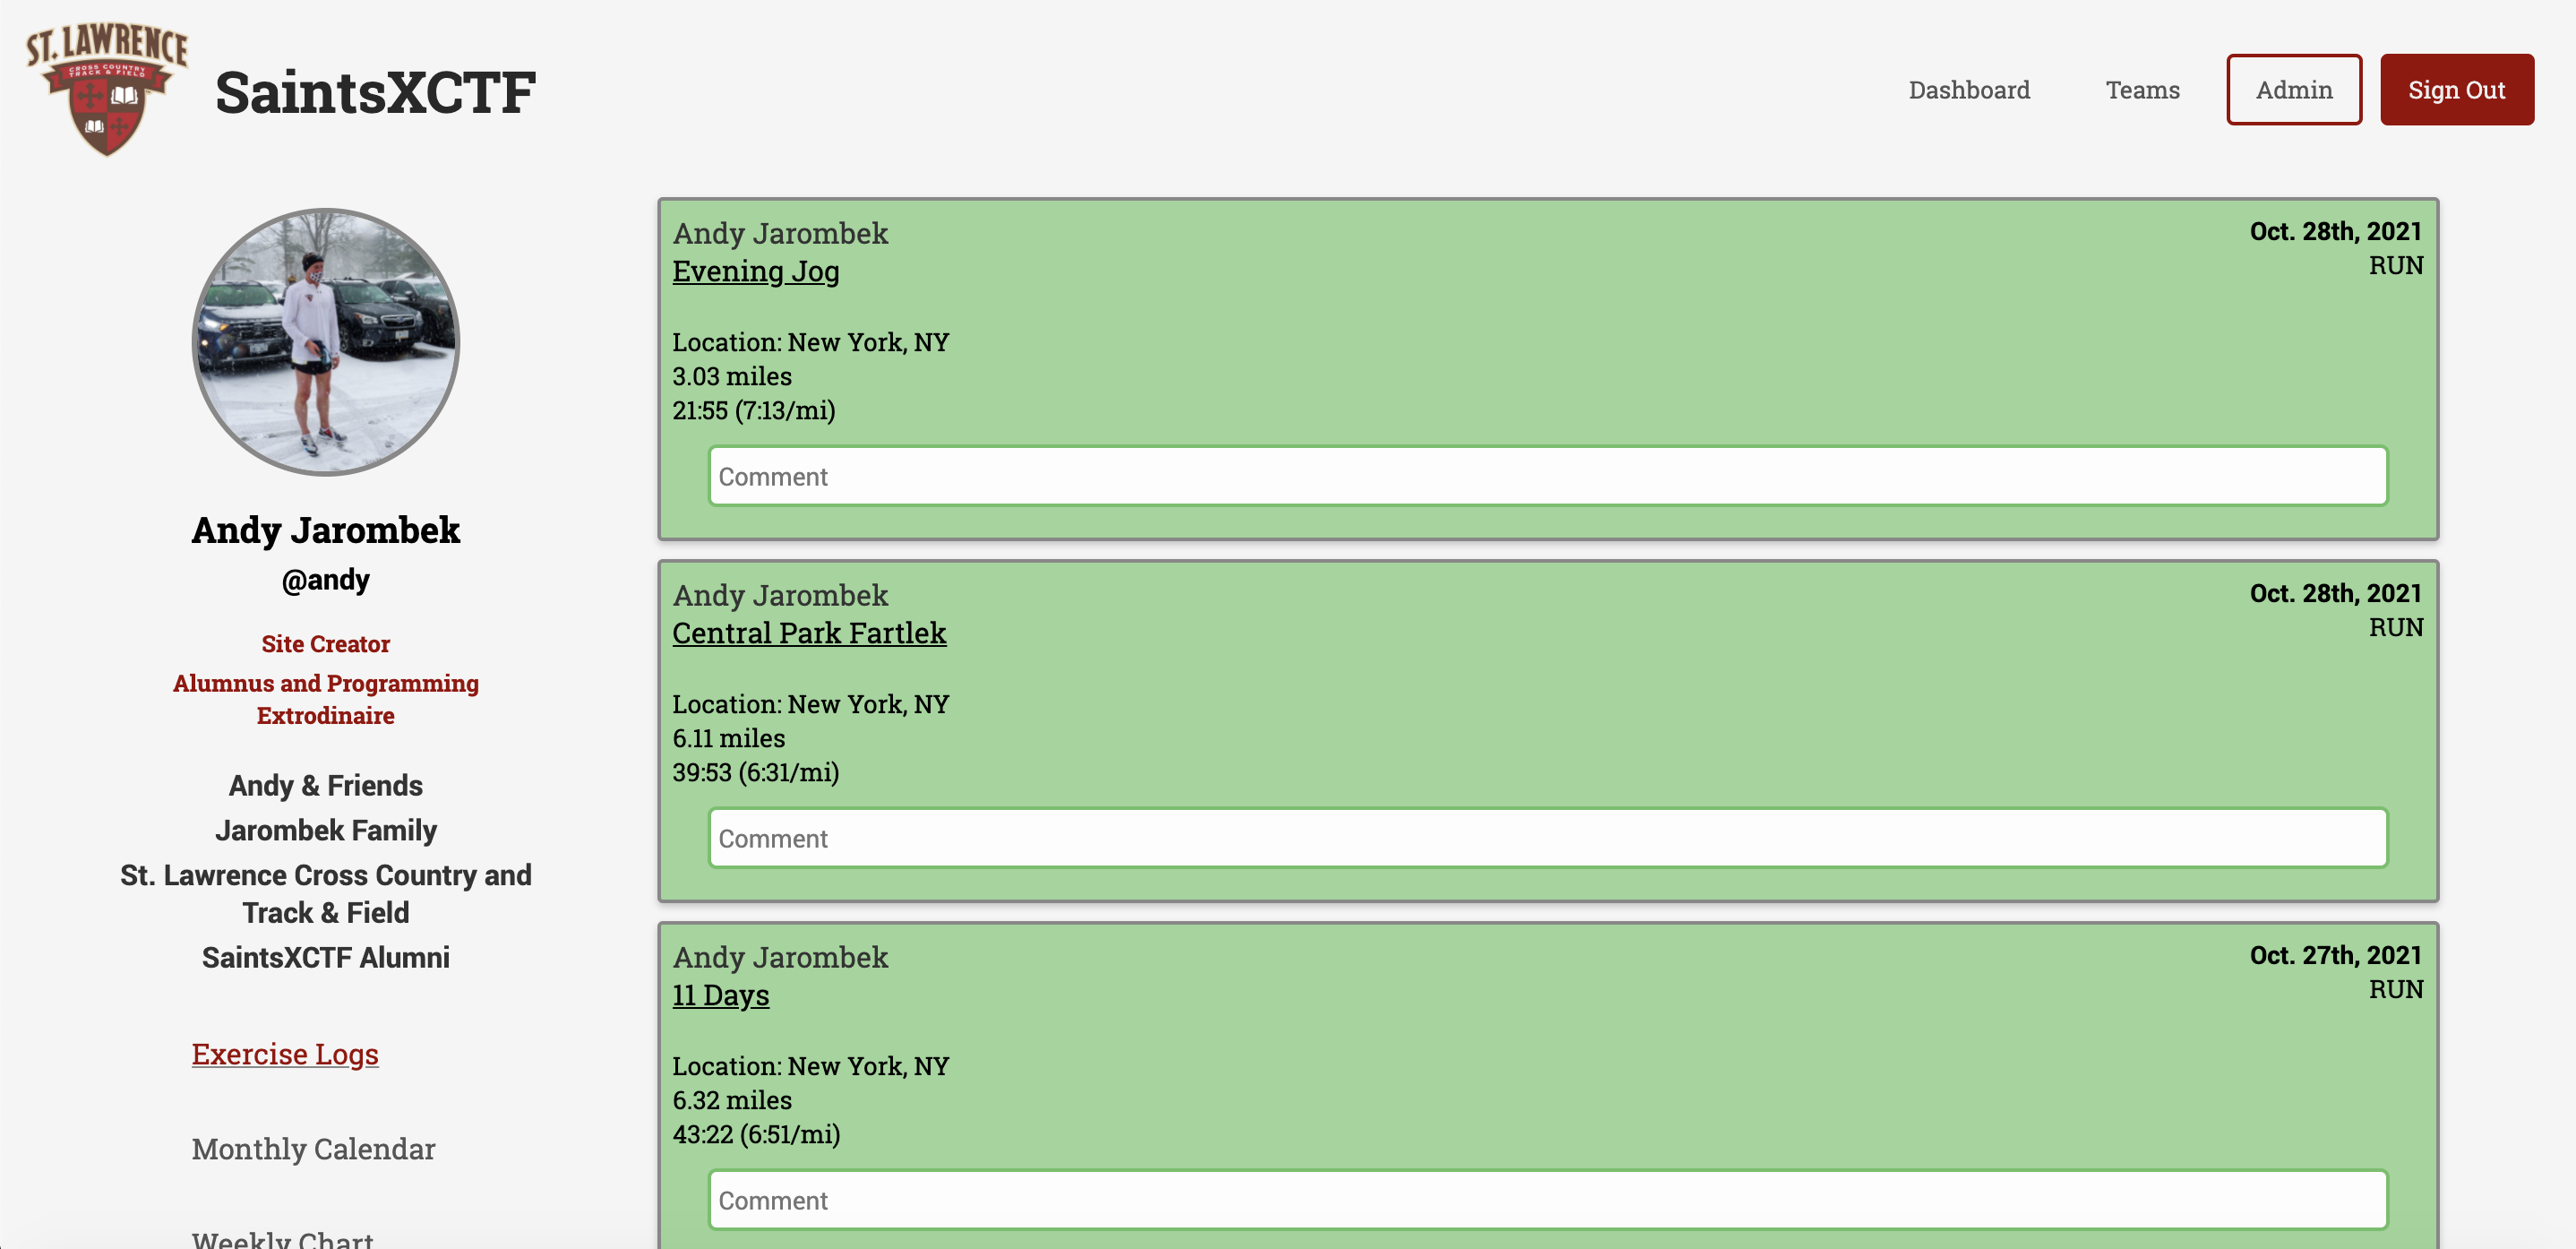 ST. LAWRENCE
CROSS COUNTRY
TRACK & FIELD
SaintsXCTF
Dashboard
Teams
Admin
Sign Out
Andy Jarombek
@andy
Site Creator
Alumnus and Programming
Extrodinaire
Andy & Friends
Jarombek Family
St. Lawrence Cross Country and
Track & Field
SaintsXCTF Alumni
Exercise Logs
Monthly Calendar
Weekly Chart
Andy Jarombek
Oct. 28th, 2021
Evening Jog
RUN
Location: New York, NY
3.03 miles
21:55 (7:13/mi)
Comment
Andy Jarombek
Oct. 28th, 2021
Central Park Fartlek
RUN
Location: New York, NY
6.11 miles
39:53 (6:31/mi)
Comment
Andy Jarombek
Oct. 27th, 2021
11 Days
RUN
Location: New York, NY
6.32 miles
43:22 (6:51/mi)
Comment